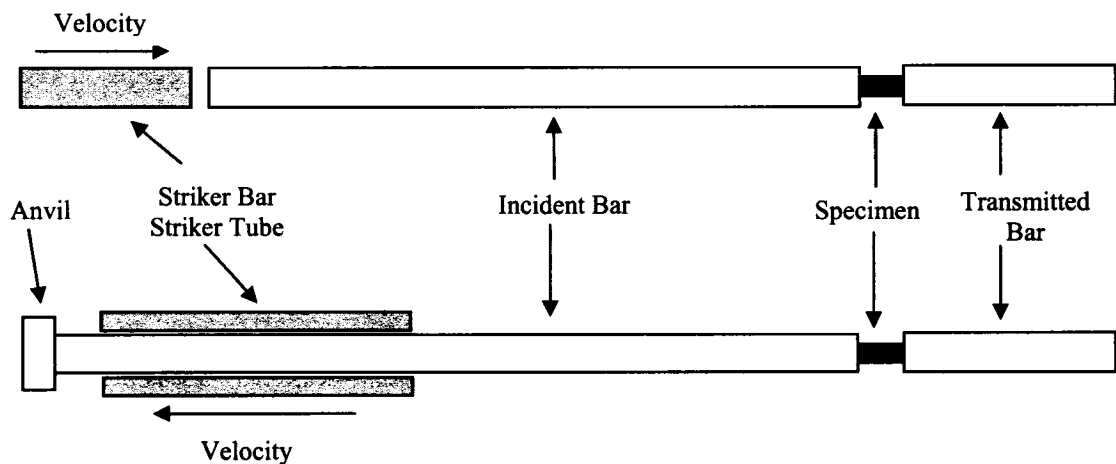 Velocity
Striker Bar
Striker Tube
Anvil
Incident Bar
Specimen
Transmitted
Bar
Velocity